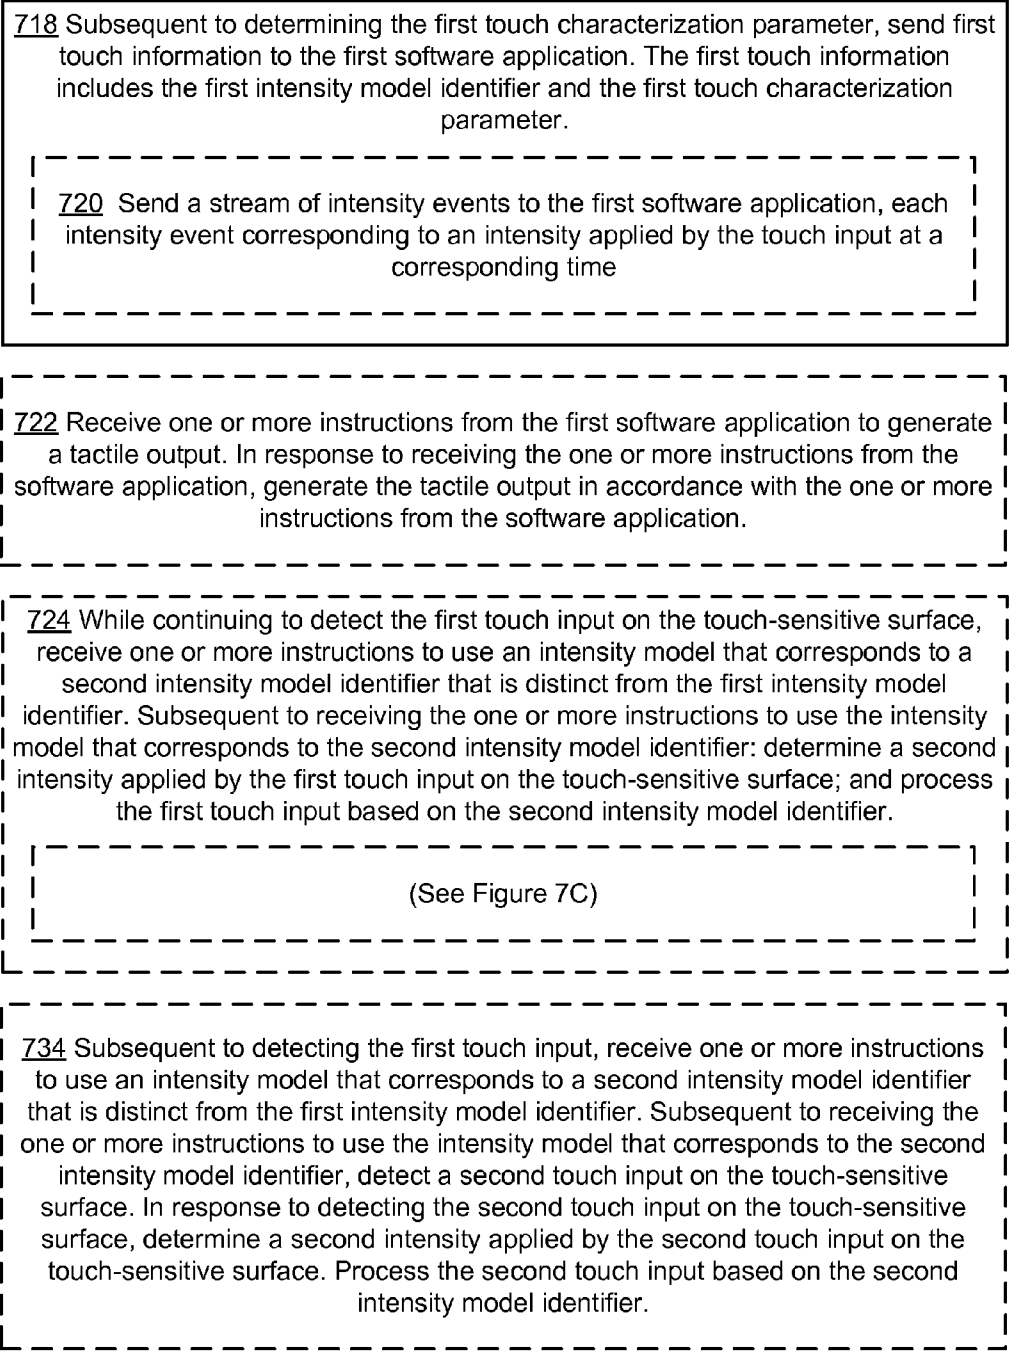 718 Subsequent to determining the first touch characterization parameter, send first
touch information to the first software application. The first touch information
includes the first intensity model identifier and the first touch characterization
parameter.
720 Send a stream of intensity events to the first software application, each
intensity event corresponding to an intensity applied by the touch input at a
corresponding time
722 Receive one or more instructions from the first software application to generate
a tactile output. In response to receiving the one or more instructions from the
software application, generate the tactile output in accordance with the one or more
instructions from the software application.
724 While continuing to detect the first touch input on the touch-sensitive surface,
receive one or more instructions to use an intensity model that corresponds to a
second intensity model identifier that is distinct from the first intensity model
identifier. Subsequent to receiving the one or more instructions to use the intensity
model that corresponds to the second intensity model identifier: determine a second
intensity applied by the first touch input on the touch-sensitive surface; and process
the first touch input based on the second intensity model identifier.
(See Figure 7C)
734 Subsequent to detecting the first touch input, receive one or more instructions
to use an intensity model that corresponds to a second intensity model identifier
that is distinct from the first intensity model identifier. Subsequent to receiving the
one or more instructions to use the intensity model that corresponds to the second
intensity model identifier, detect a second touch input on the touch-sensitive
surface. In response to detecting the second touch input on the touch-sensitive
surface, determine a second intensity applied by the second touch input on the
touch-sensitive surface. Process the second touch input based on the second
intensity model identifier.